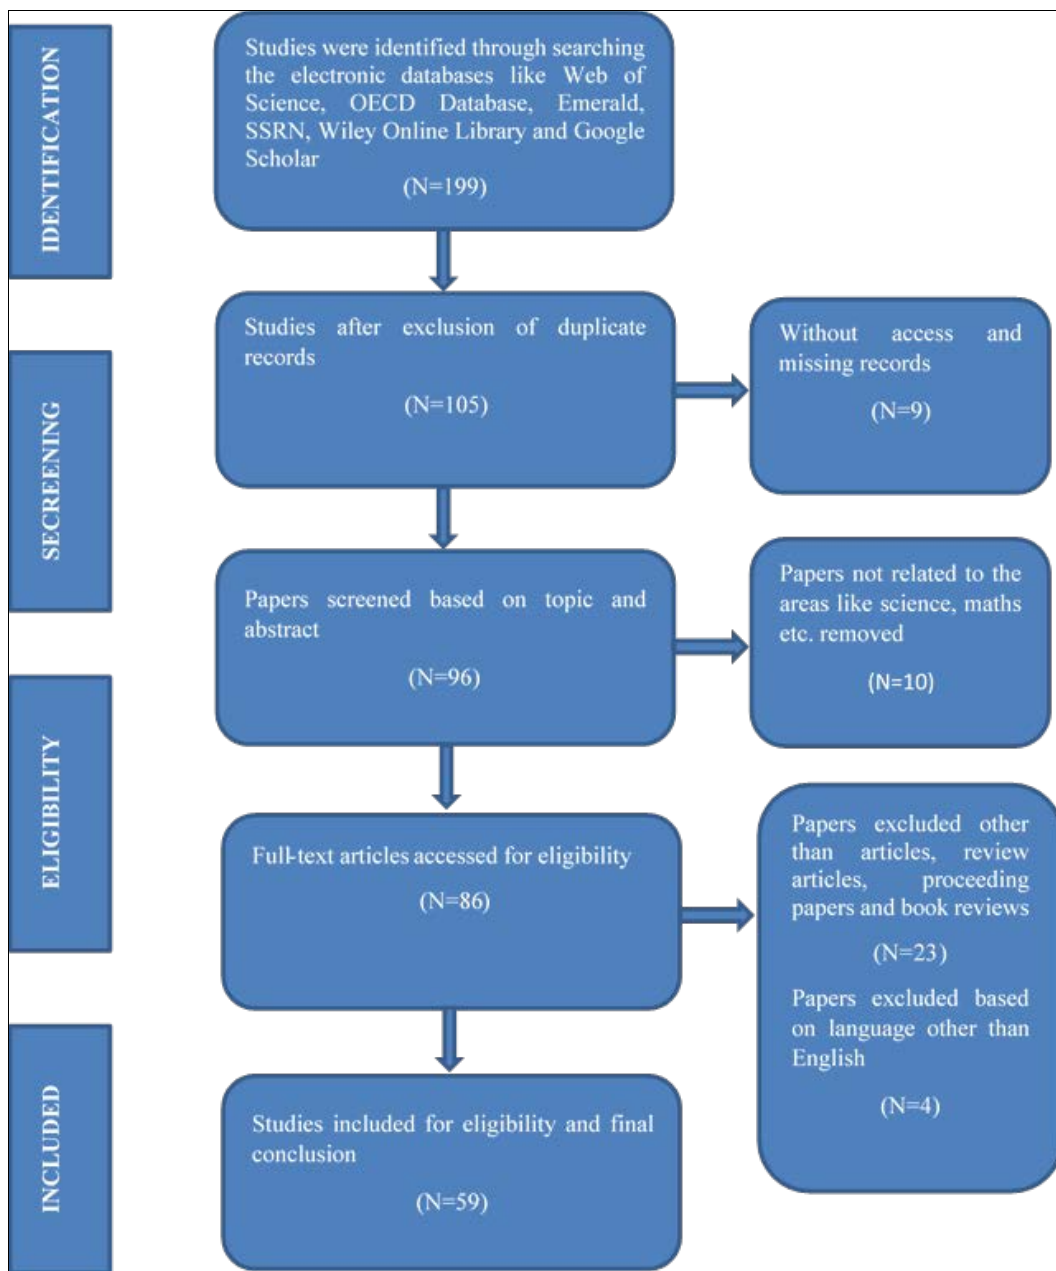 IDENTIFICATION
Studies were identified through searching
the electronic databases like Web of
Science, OECD Database, Emerald,
SSRN, Wiley Online Library and Google
Scholar
(N=199)
SECREENING
Studies after exclusion of duplicate
records
(N=105)
Without access and
missing records
(N=9)
Papers screened based on topic and
abstract
(N=96)
Papers not related to the
areas like science, maths
etc. removed
(N=10)
ELIGIBILITY
Full-text articles accessed for eligibility
(N=86)
Papers excluded other
than articles, review
articles, proceeding
papers and book reviews
(N=23)
Papers excluded based
on language other than
English
(N=4)
INCLUDED
Studies included for eligibility and final
conclusion
(N=59)